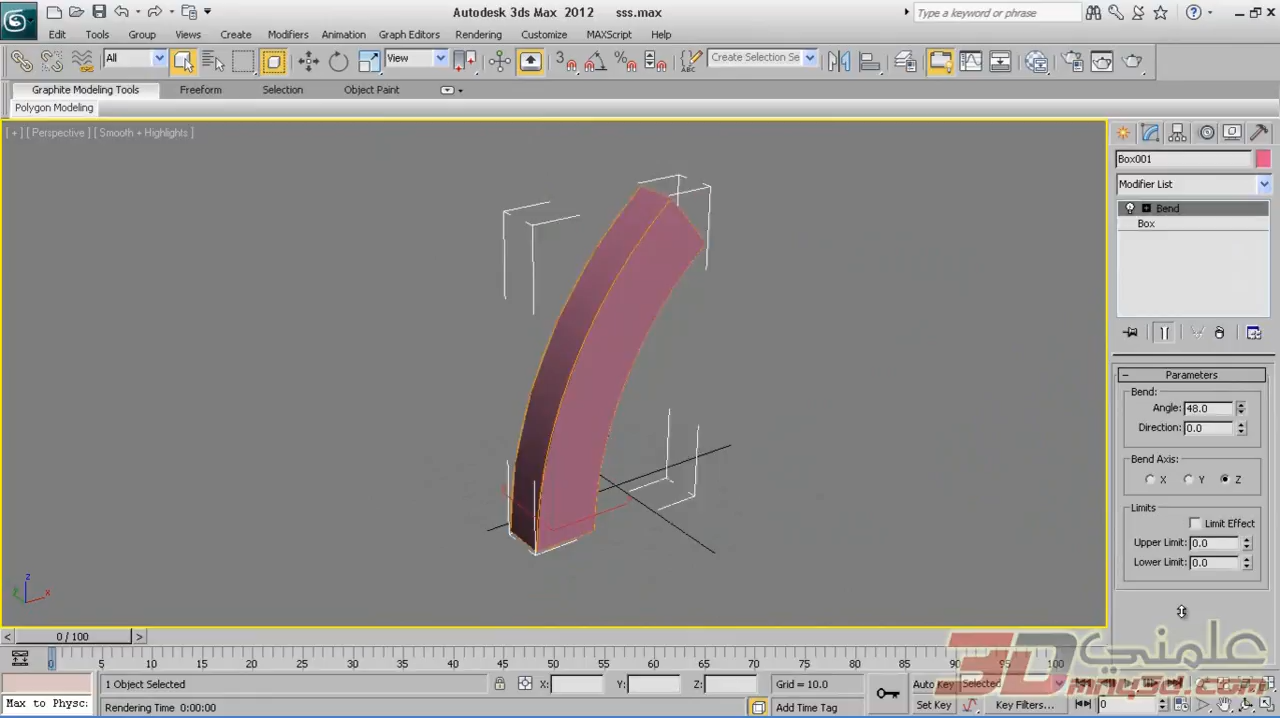 Autodesk 3ds Max 2012 sss.max
Type a keyword or phrase
Edit Tools Group Views Create Modifiers Animation Graph Editors Rendering Customize MAXScript Help
All View Create Selection Se
Graphite Modeling Tools Freeform Selection Object Paint
Polygon Modeling
[ + ] [ Perspective ] [ Smooth + Highlights ]
Box001
Modifier List
Bend
Box
Parameters
Bend:
Angle: 48.0
Direction: 0.0
Bend Axis:
X Y Z
Limits
Limit Effect
Upper Limit: 0.0
Lower Limit: 0.0
z
x
0 / 100
0 5 10 15 20 25 30 35 40 45 50 55 60 65 70 75 80 85 90 95 100
علمني
3D
1 Object Selected X: Y: Z: Grid = 10.0 Auto Key Selected
Max to Physc: Rendering Time 0:00:00 Add Time Tag Set Key Key Filters... 0